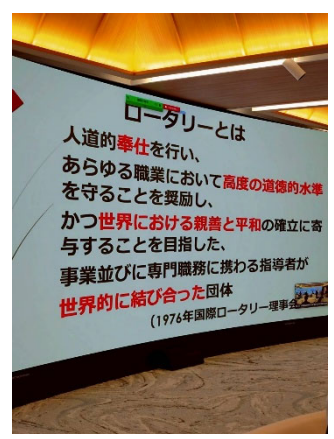 ロータリーとは
人道的奉仕を行い、
あらゆる職業において高度の道徳的水準
を守ることを奨励し、
かつ世界における親善と平和の確立に寄
与することを目指した、
事業並びに専門職務に携わる指導者が
世界的に結び合った団体
(1976年国際ロータリー理事会